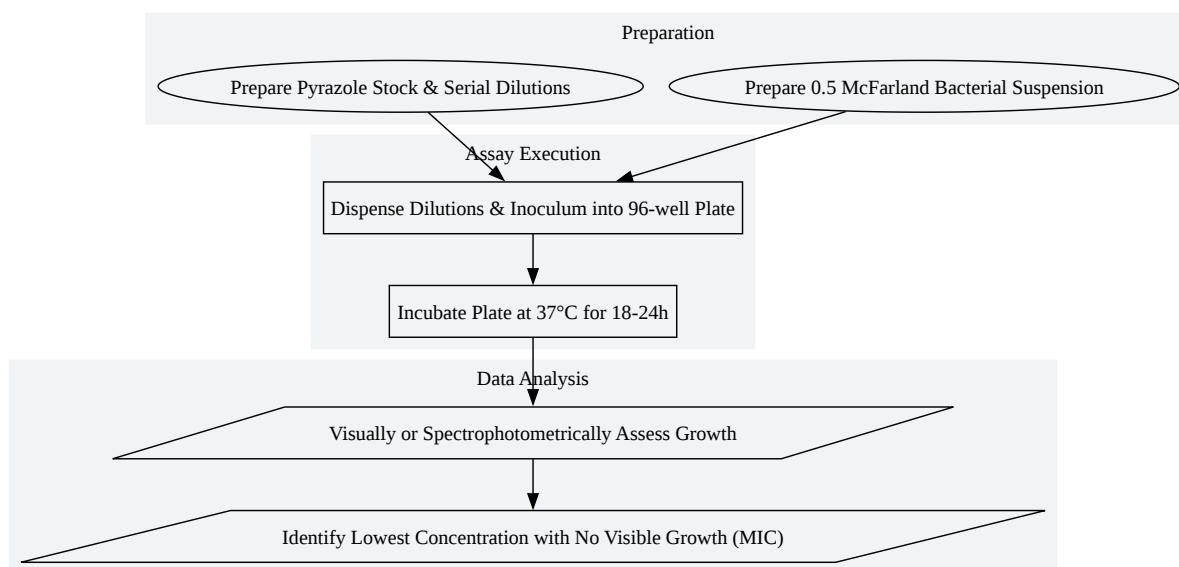 Preparation
Prepare Pyrazole Stock & Serial Dilutions
Prepare 0.5 McFarland Bacterial Suspension
Assay Execution
Dispense Dilutions & Inoculum into 96-well Plate
Incubate Plate at 37°C for 18-24h
Data Analysis
Visually or Spectrophotometrically Assess Growth
Identify Lowest Concentration with No Visible Growth (MIC)